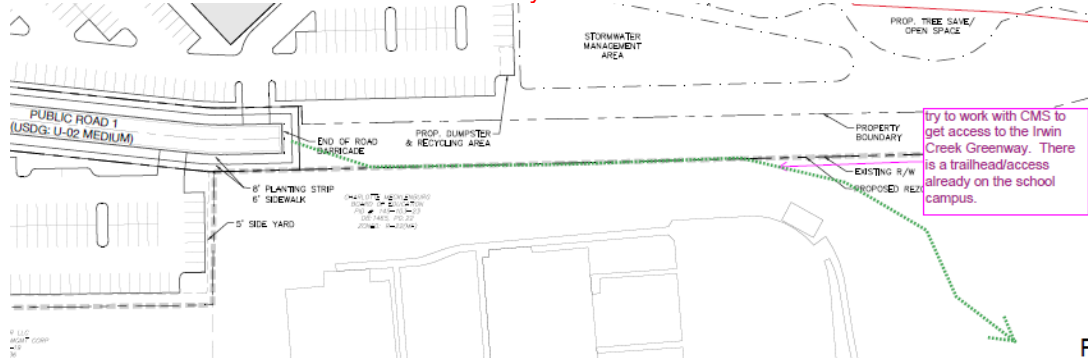 STORMWATER
MANAGEMENT
AREA
PROP. TREE SAVE/
OPEN SPACE
PUBLIC ROAD 1
(USDG: U-02 MEDIUM)
END OF ROAD
BARRICADE
PROP. DUMPSTER
& RECYCLING AREA
PROPERTY
BOUNDARY
try to work with CMS to
get access to the Irwin
Creek Greenway.  There
is a trailhead/access
already on the school
campus.
EXISTING R/W
PROPOSED REZO
8' PLANTING STRIP
6' SIDEWALK
CHARLOTTE MECKLENBURG
BOARD OF EDUCATION
5' SIDE YARD
LLC
MGMT CORP